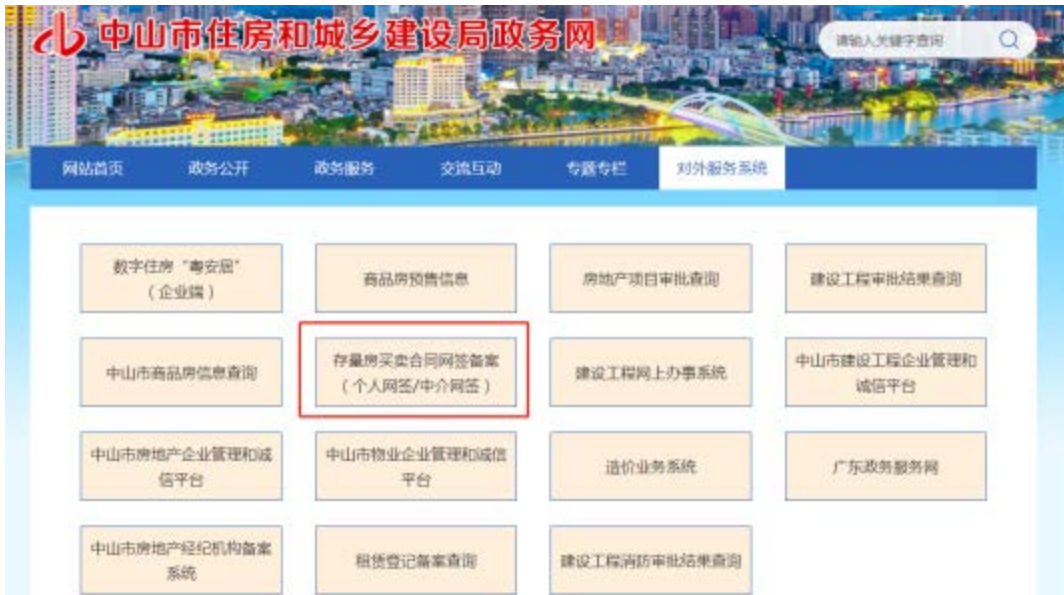 中山市住房和城乡建设局政务网
请输入关键字查询
网站首页 政务公开 政务服务 交流互动 专题专栏 对外服务系统
数字住房“粤安居”
（企业端）
商品房预售信息
房地产项目审批查询
建设工程审批结果查询
中山市商品房信息查询
存量房买卖合同网签备案
（个人网签/中介网签）
建设工程网上办事系统
中山市建设工程企业管理和
诚信平台
中山市房地产企业管理和诚
信平台
中山市物业企业管理和诚信
平台
造价业务系统
广东政务服务网
中山市房地产经纪机构备案
系统
租赁登记备案查询
建设工程消防审批结果查询